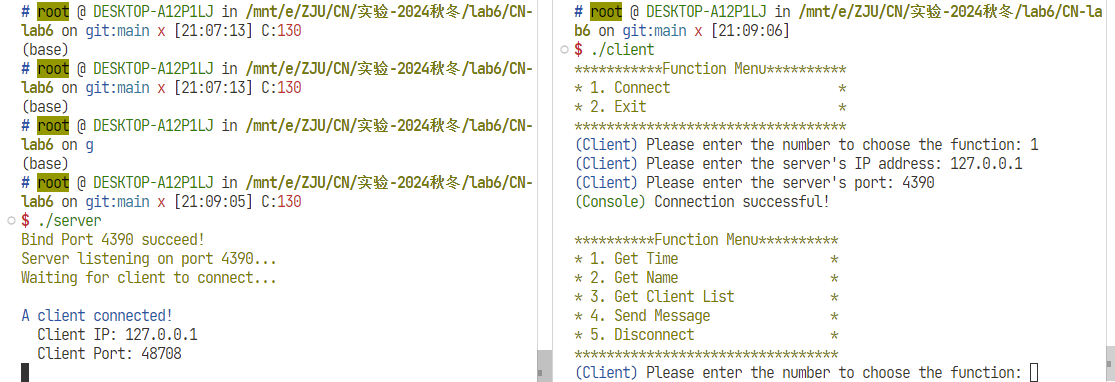 # root @ DESKTOP-A12P1LJ in /mnt/e/ZJU/CN/实验-2024秋冬/lab6/CN-
lab6 on git:main x [21:07:13] C:130
(base)
# root @ DESKTOP-A12P1LJ in /mnt/e/ZJU/CN/实验-2024秋冬/lab6/CN-
lab6 on git:main x [21:07:13] C:130
(base)
# root @ DESKTOP-A12P1LJ in /mnt/e/ZJU/CN/实验-2024秋冬/lab6/CN-
lab6 on g
(base)
# root @ DESKTOP-A12P1LJ in /mnt/e/ZJU/CN/实验-2024秋冬/lab6/CN-
lab6 on git:main x [21:09:05] C:130
$ ./server
Bind Port 4390 succeed!
Server listening on port 4390...
Waiting for client to connect...
A client connected!
Client IP: 127.0.0.1
Client Port: 48708
# root @ DESKTOP-A12P1LJ in /mnt/e/ZJU/CN/实验-2024秋冬/lab6/CN-la
b6 on git:main x [21:09:06]
$ ./client
***********Function Menu**********
* 1. Connect *
* 2. Exit *
**********************************
(Client) Please enter the number to choose the function: 1
(Client) Please enter the server's IP address: 127.0.0.1
(Client) Please enter the server's port: 4390
(Console) Connection successful!
**********Function Menu**********
* 1. Get Time *
* 2. Get Name *
* 3. Get Client List *
* 4. Send Message *
* 5. Disconnect *
*********************************
(Client) Please enter the number to choose the function: